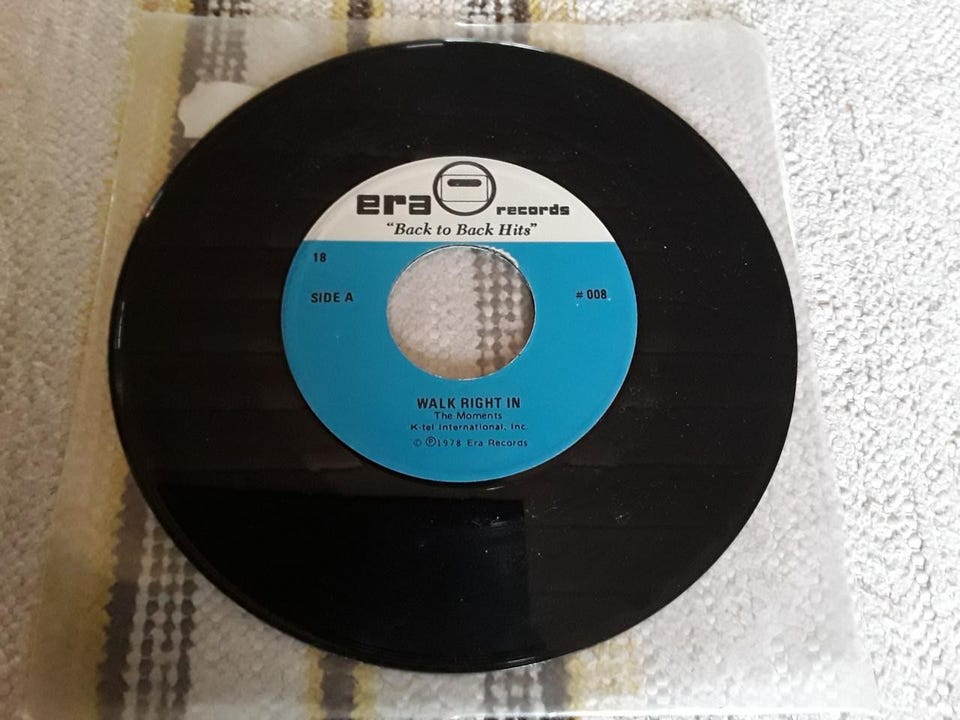 era records
"Back to Back Hits"
18
SIDE A
# 008
WALK RIGHT IN
The Moments
K-tel International, Inc.
© ℗1978 Era Records